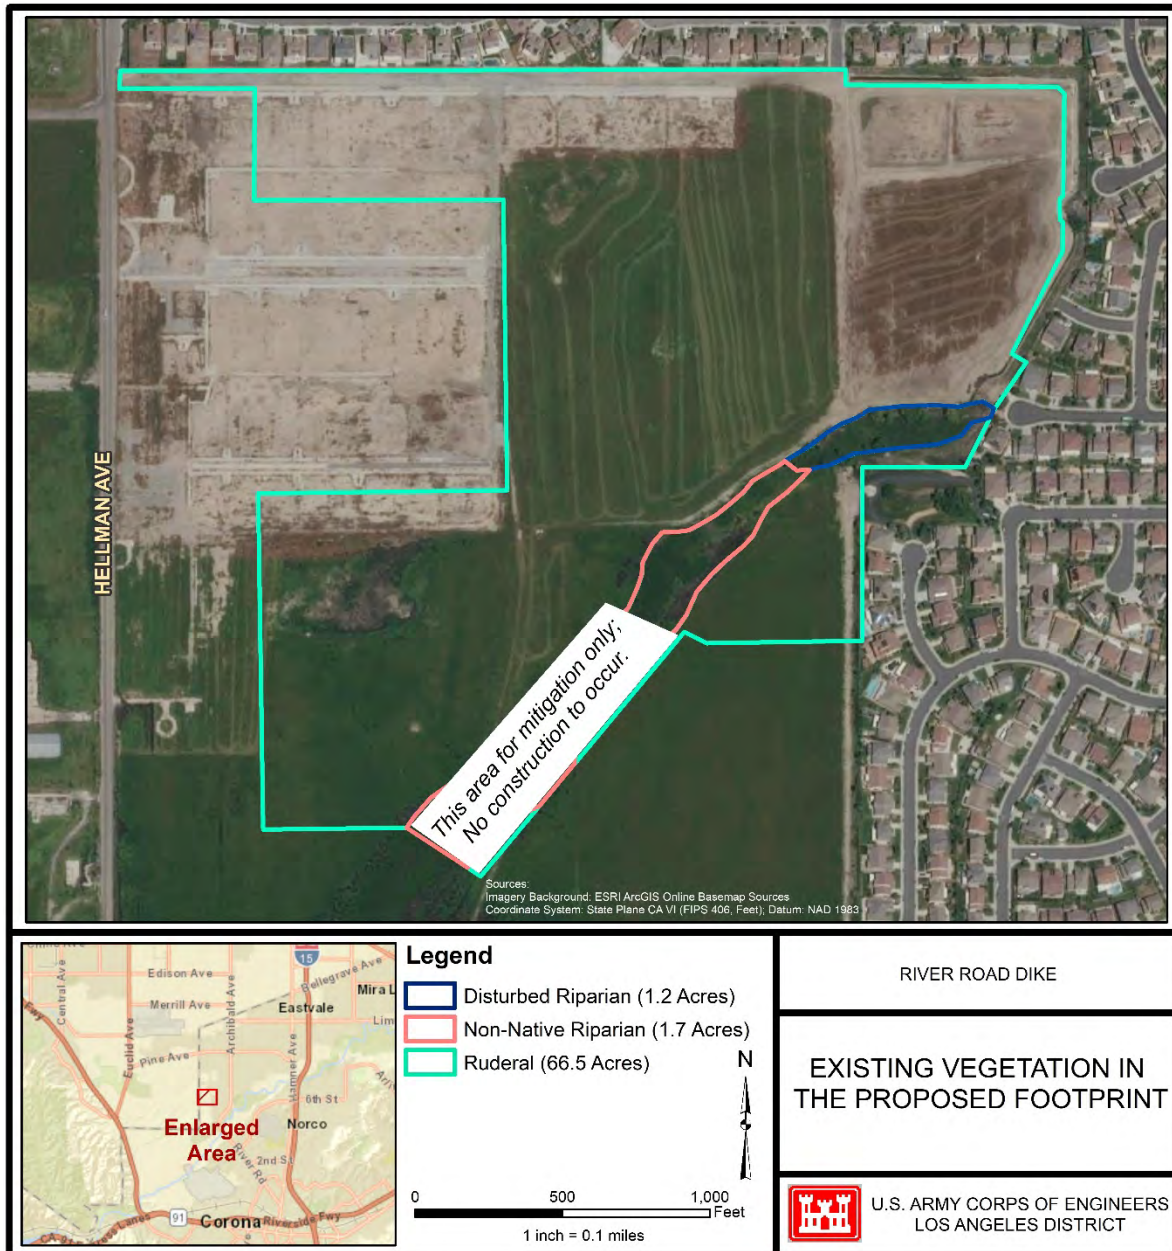 HELLMAN AVE
This area for mitigation only;
No construction to occur.
Sources:
Imagery Background: ESRI ArcGIS Online Basemap Sources
Coordinate System: State Plane CA VI (FIPS 406, Feet); Datum: NAD 1983
Central Ave
Edison Ave
15
Bellegrave Ave
Merrill Ave
Archibald Ave
Eastvale
Mira L
Lim
Euclid Ave
Pine Ave
Hamner Ave
6th St
Norco
Enlarged
Area
River Rd
2nd St
91
Corona
Riverside Fwy
Fwy
Legend
Disturbed Riparian (1.2 Acres)
Non-Native Riparian (1.7 Acres)
Ruderal (66.5 Acres)
N
0 500 1,000
Feet
1 inch = 0.1 miles
RIVER ROAD DIKE
EXISTING VEGETATION IN
THE PROPOSED FOOTPRINT
U.S. ARMY CORPS OF ENGINEERS
LOS ANGELES DISTRICT